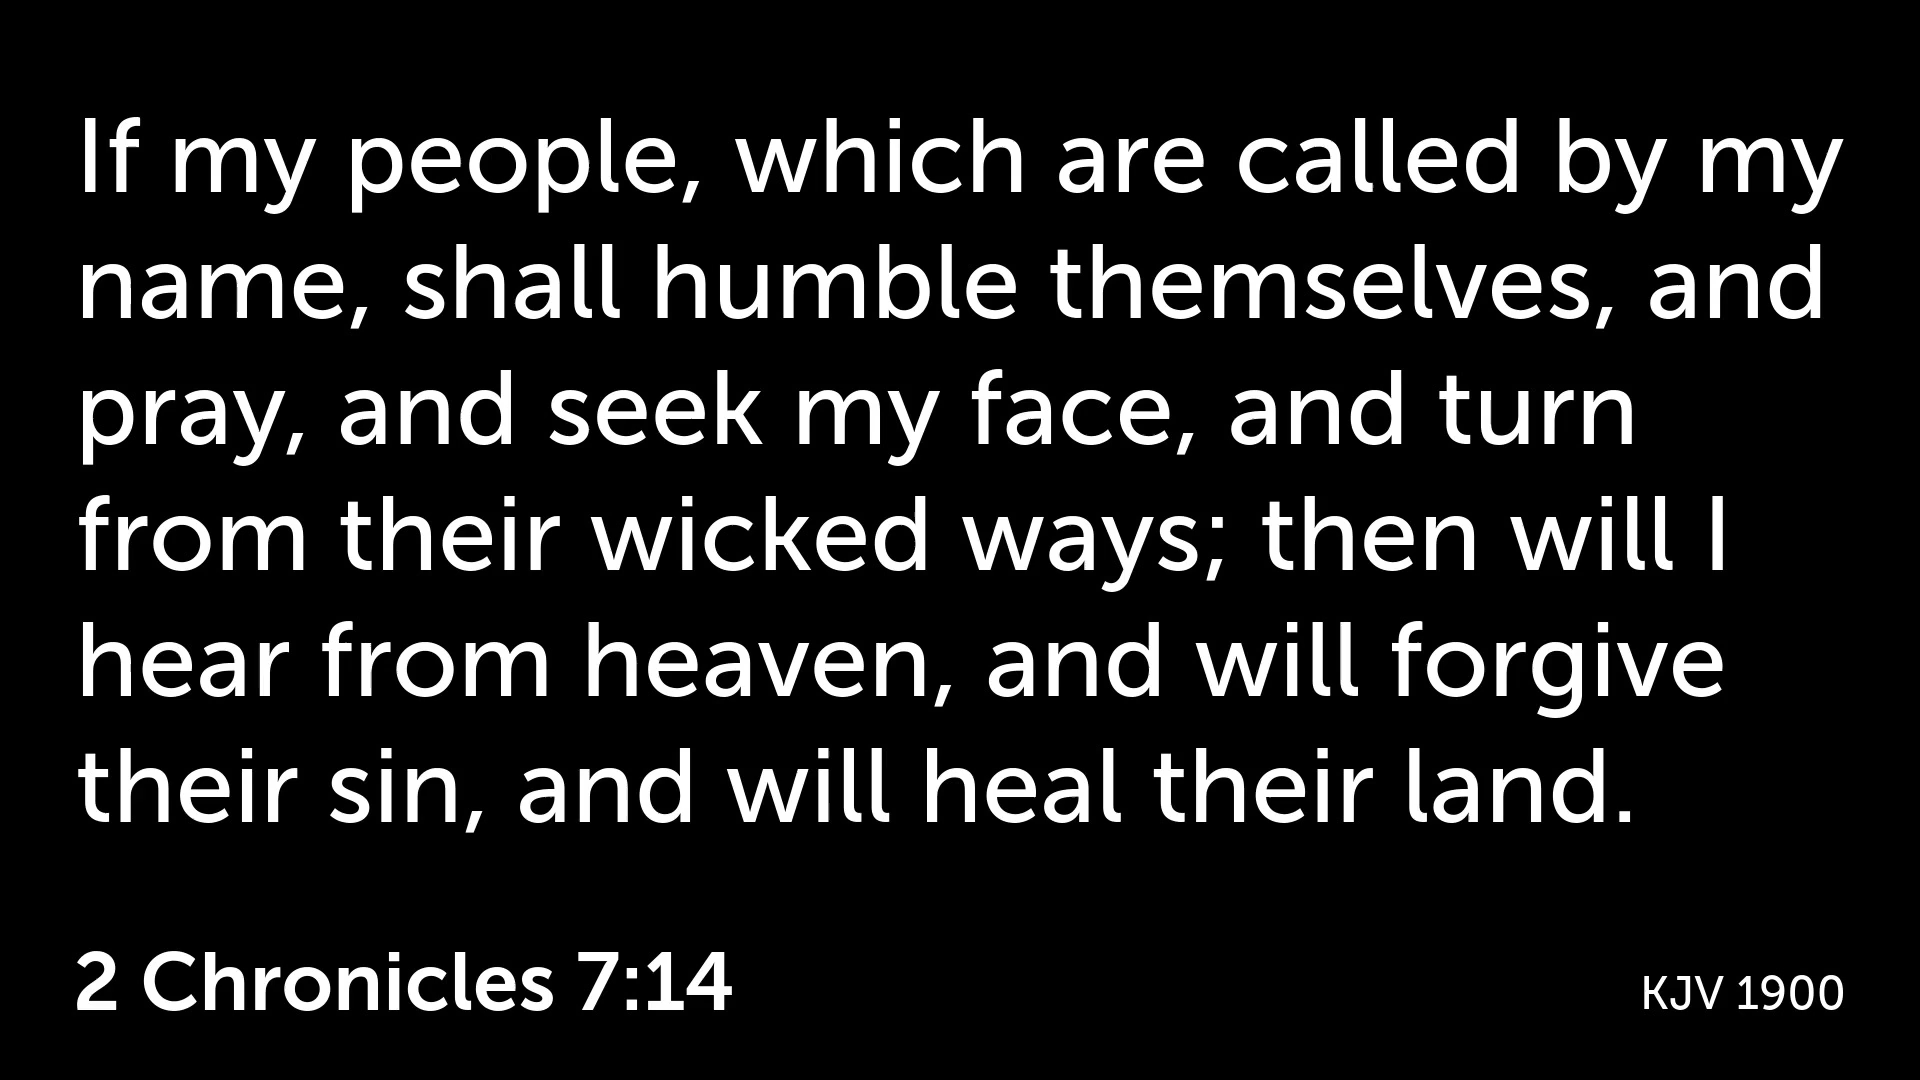 If my people, which are called by my
name, shall humble themselves, and
pray, and seek my face, and turn
from their wicked ways; then will I
hear from heaven, and will forgive
their sin, and will heal their land.
2 Chronicles 7:14
KJV 1900